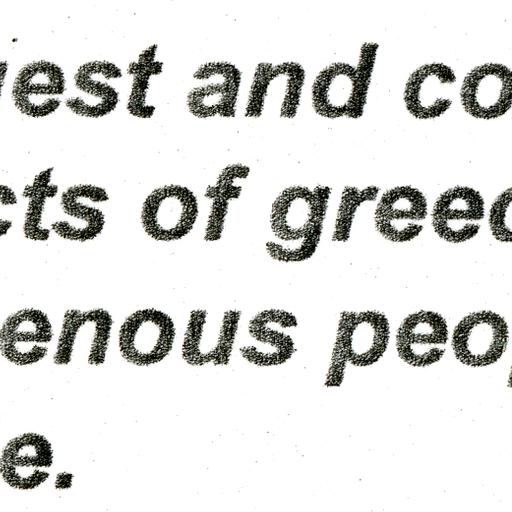 uest and co
cts of greed
enous peop
e.